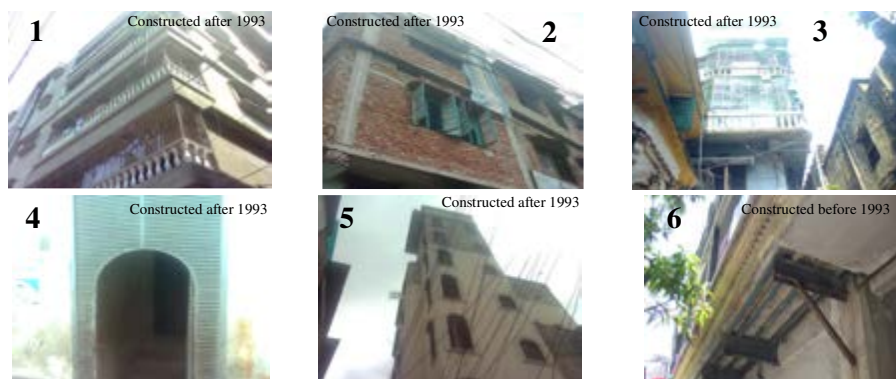 1 Constructed after 1993
Constructed after 1993 2
Constructed after 1993 3
4 Constructed after 1993
5 Constructed after 1993
6 Constructed before 1993